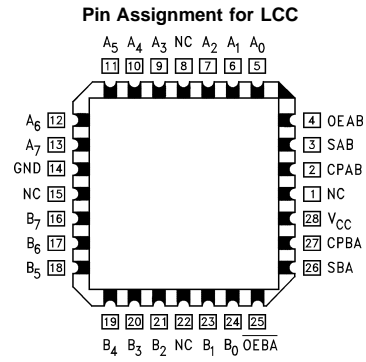 Pin Assignment for LCC
A5 A4 A3 NC A2 A1 A0
11 10 9 8 7 6 5
A6 12
A7 13
GND 14
NC 15
B7 16
B6 17
B5 18
4 OEAB
3 SAB
2 CPAB
1 NC
28 VCC
27 CPBA
26 SBA
19 20 21 22 23 24 25
B4 B3 B2 NC B1 B0 O̅E̅B̅A̅